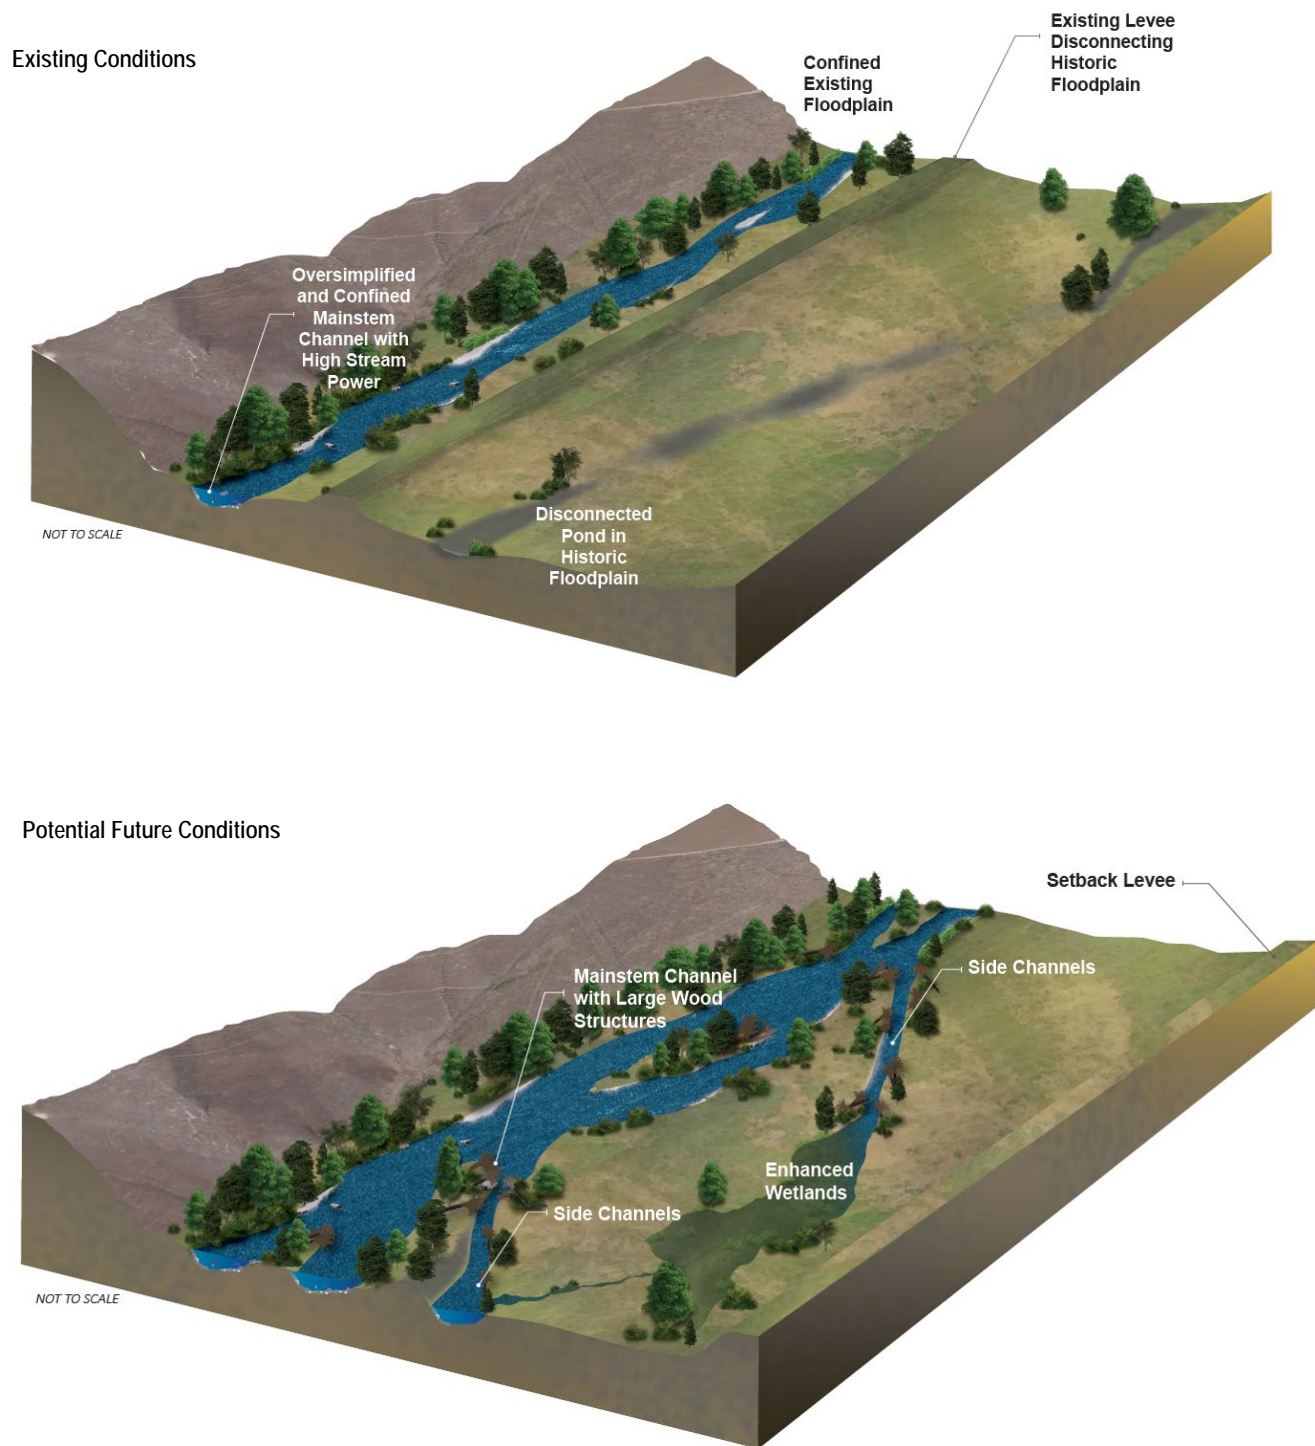 Existing Conditions
Confined
Existing
Floodplain
Existing Levee
Disconnecting
Historic
Floodplain
Oversimplified
and Confined
Mainstem
Channel with
High Stream
Power
Disconnected
Pond in
Historic
Floodplain
NOT TO SCALE
Potential Future Conditions
Setback Levee
Mainstem Channel
with Large Wood
Structures
Side Channels
Enhanced
Wetlands
Side Channels
NOT TO SCALE